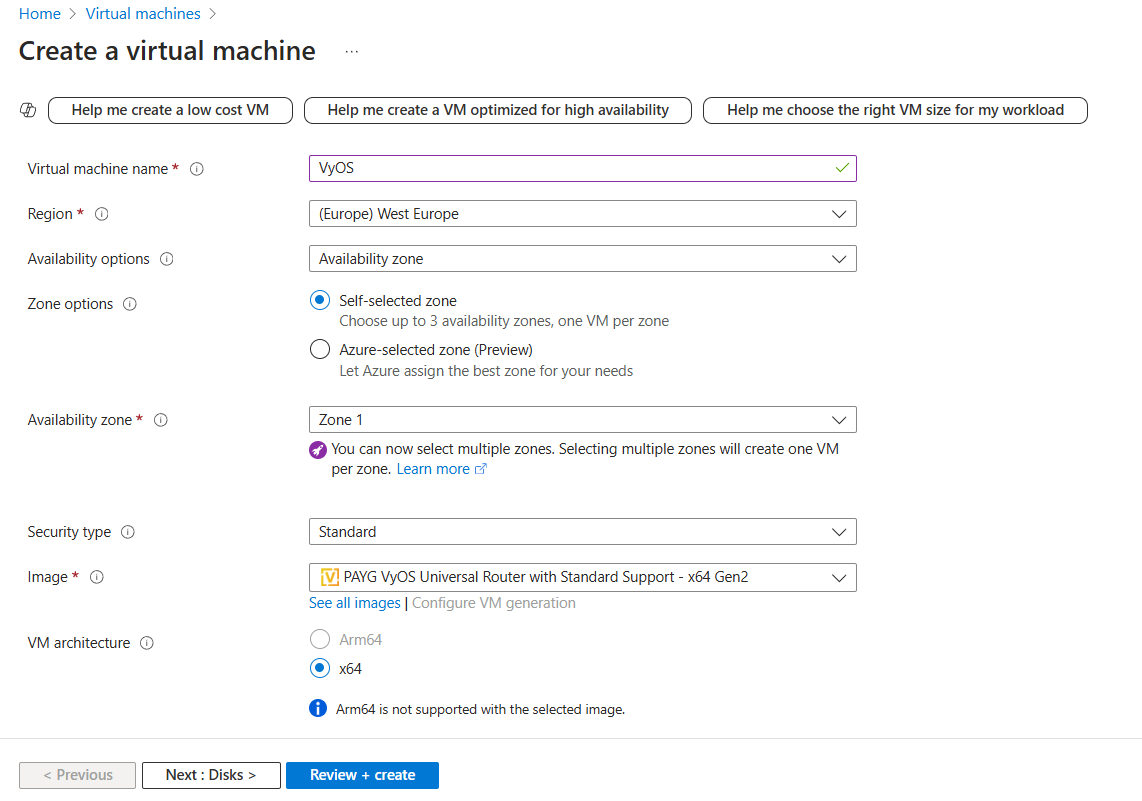 Home > Virtual machines >
Create a virtual machine ...
Help me create a low cost VM
Help me create a VM optimized for high availability
Help me choose the right VM size for my workload
Virtual machine name *
VyOS
Region *
(Europe) West Europe
Availability options
Availability zone
Zone options
Self-selected zone
Choose up to 3 availability zones, one VM per zone
Azure-selected zone (Preview)
Let Azure assign the best zone for your needs
Availability zone *
Zone 1
You can now select multiple zones. Selecting multiple zones will create one VM
per zone. Learn more
Security type
Standard
Image *
PAYG VyOS Universal Router with Standard Support - x64 Gen2
See all images | Configure VM generation
VM architecture
Arm64
x64
Arm64 is not supported with the selected image.
< Previous
Next : Disks >
Review + create